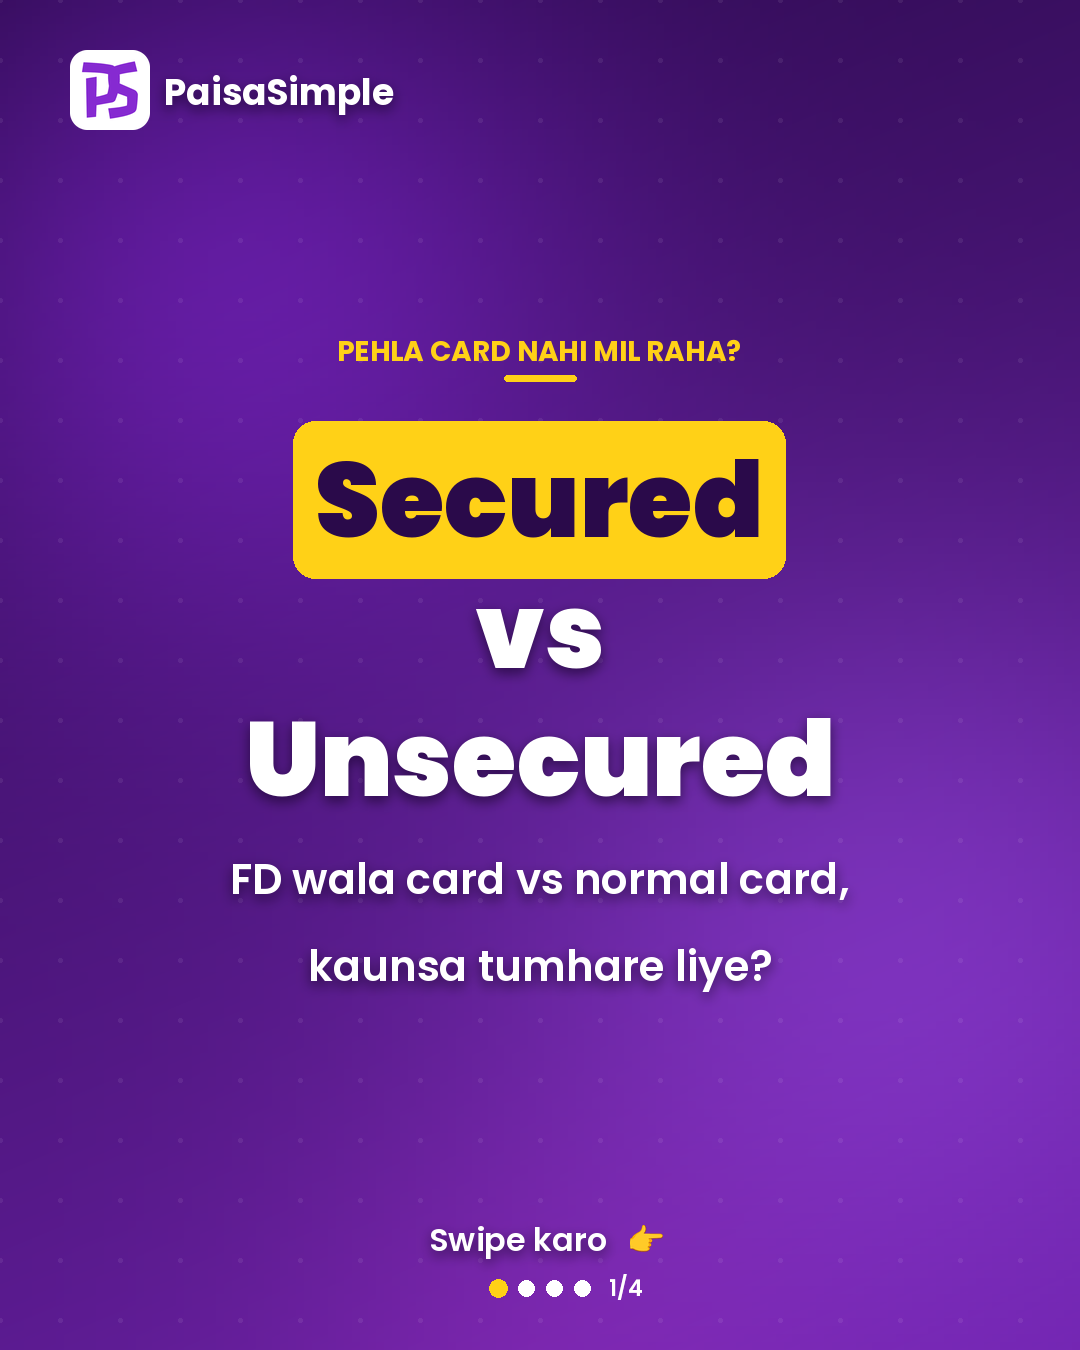 PS PaisaSimple
PEHLA CARD NAHI MIL RAHA?
Secured
vs
Unsecured
FD wala card vs normal card,
kaunsa tumhare liye?
Swipe karo 👉
1/4